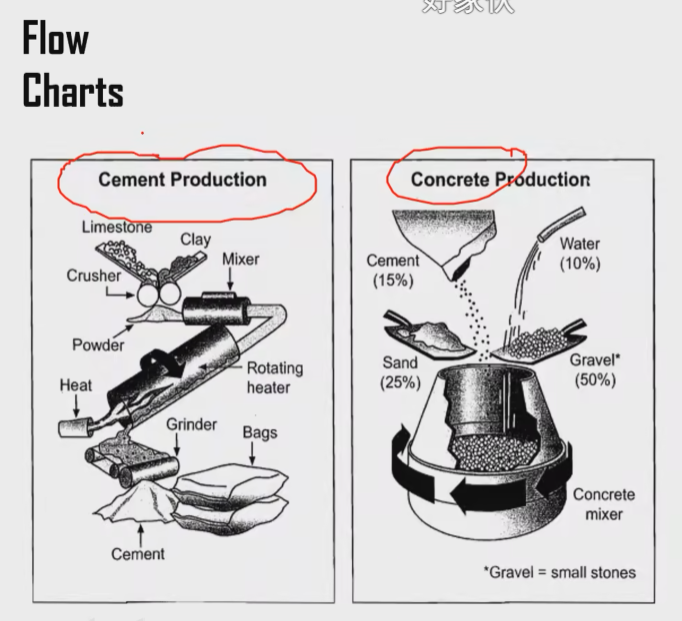 好家伙
Flow
Charts
Cement Production
Limestone
Clay
Crusher
Mixer
Powder
Rotating
heater
Heat
Grinder
Bags
Cement
Concrete Production
Cement
(15%)
Water
(10%)
Sand
(25%)
Gravel*
(50%)
Concrete
mixer
*Gravel = small stones